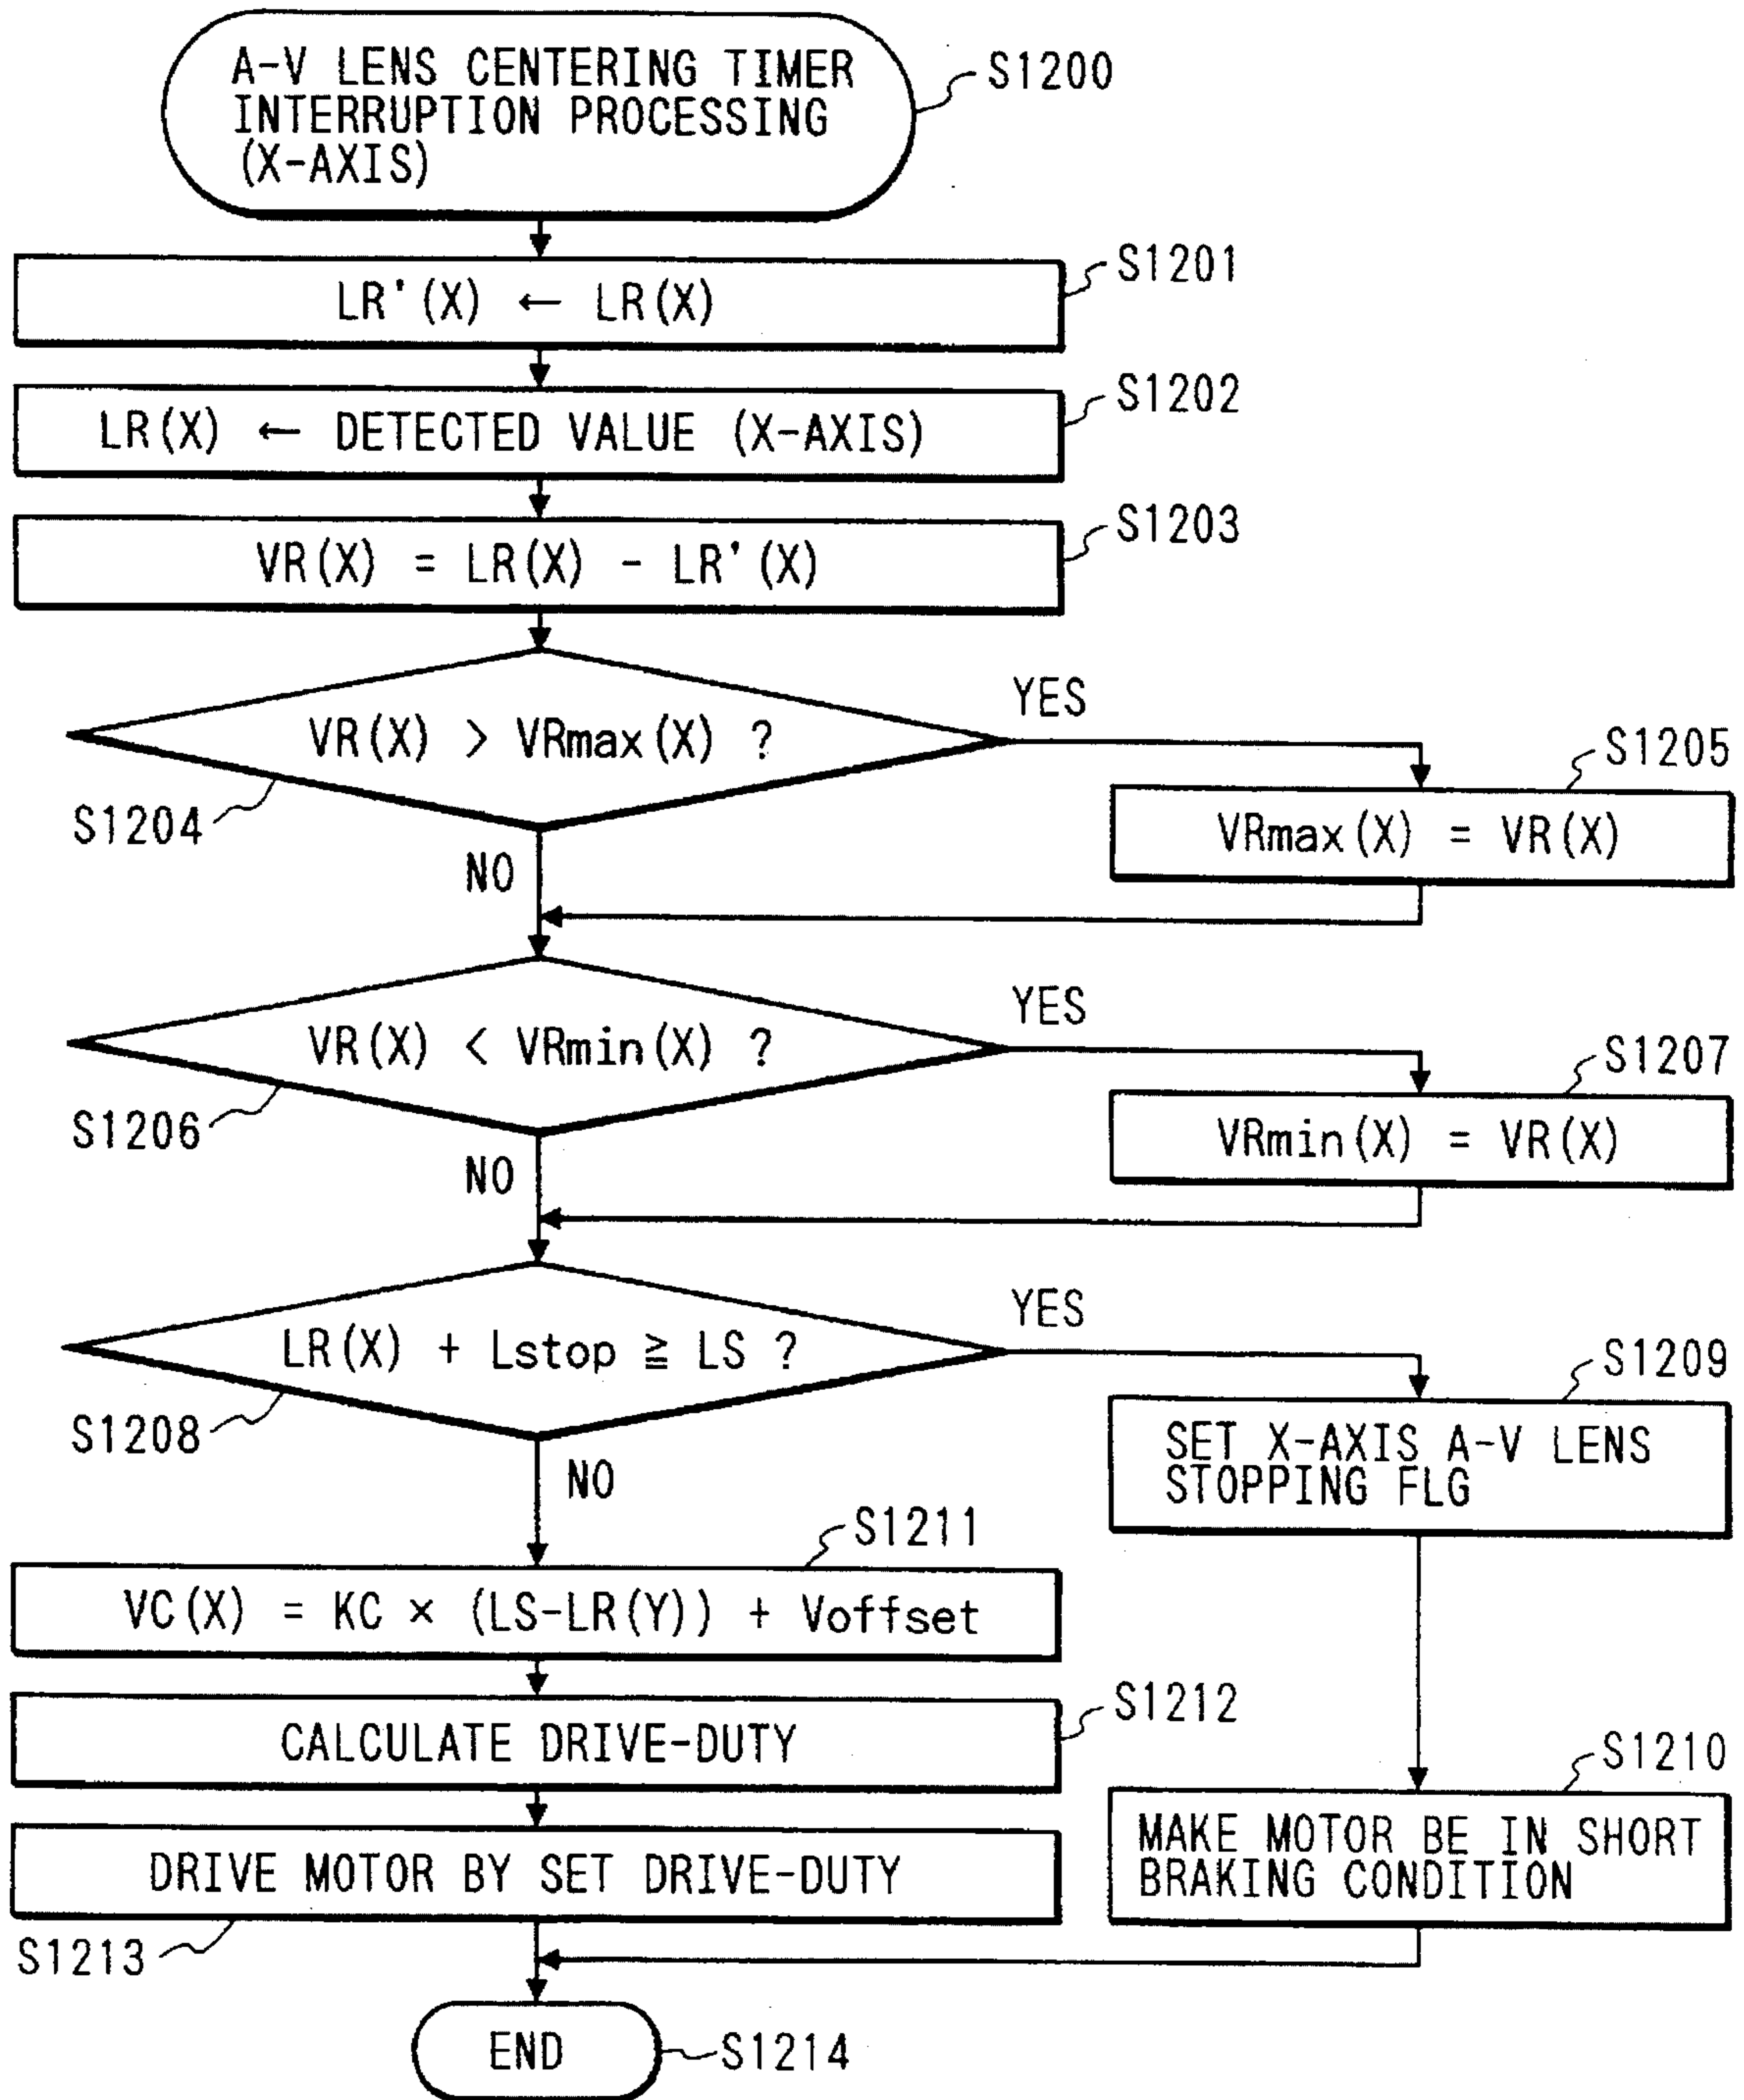 A-V LENS CENTERING TIMER
INTERRUPTION PROCESSING
(X-AXIS)
S1200
LR'(X) ← LR(X)
S1201
LR(X) ← DETECTED VALUE (X-AXIS)
S1202
VR(X) = LR(X) - LR'(X)
S1203
VR(X) > VRmax(X) ?
S1204
YES
NO
VRmax(X) = VR(X)
S1205
VR(X) < VRmin(X) ?
S1206
YES
NO
VRmin(X) = VR(X)
S1207
LR(X) + Lstop ≧ LS ?
S1208
YES
NO
SET X-AXIS A-V LENS
STOPPING FLG
S1209
VC(X) = KC × (LS-LR(Y)) + Voffset
S1211
CALCULATE DRIVE-DUTY
S1212
MAKE MOTOR BE IN SHORT
BRAKING CONDITION
S1210
DRIVE MOTOR BY SET DRIVE-DUTY
S1213
END
S1214